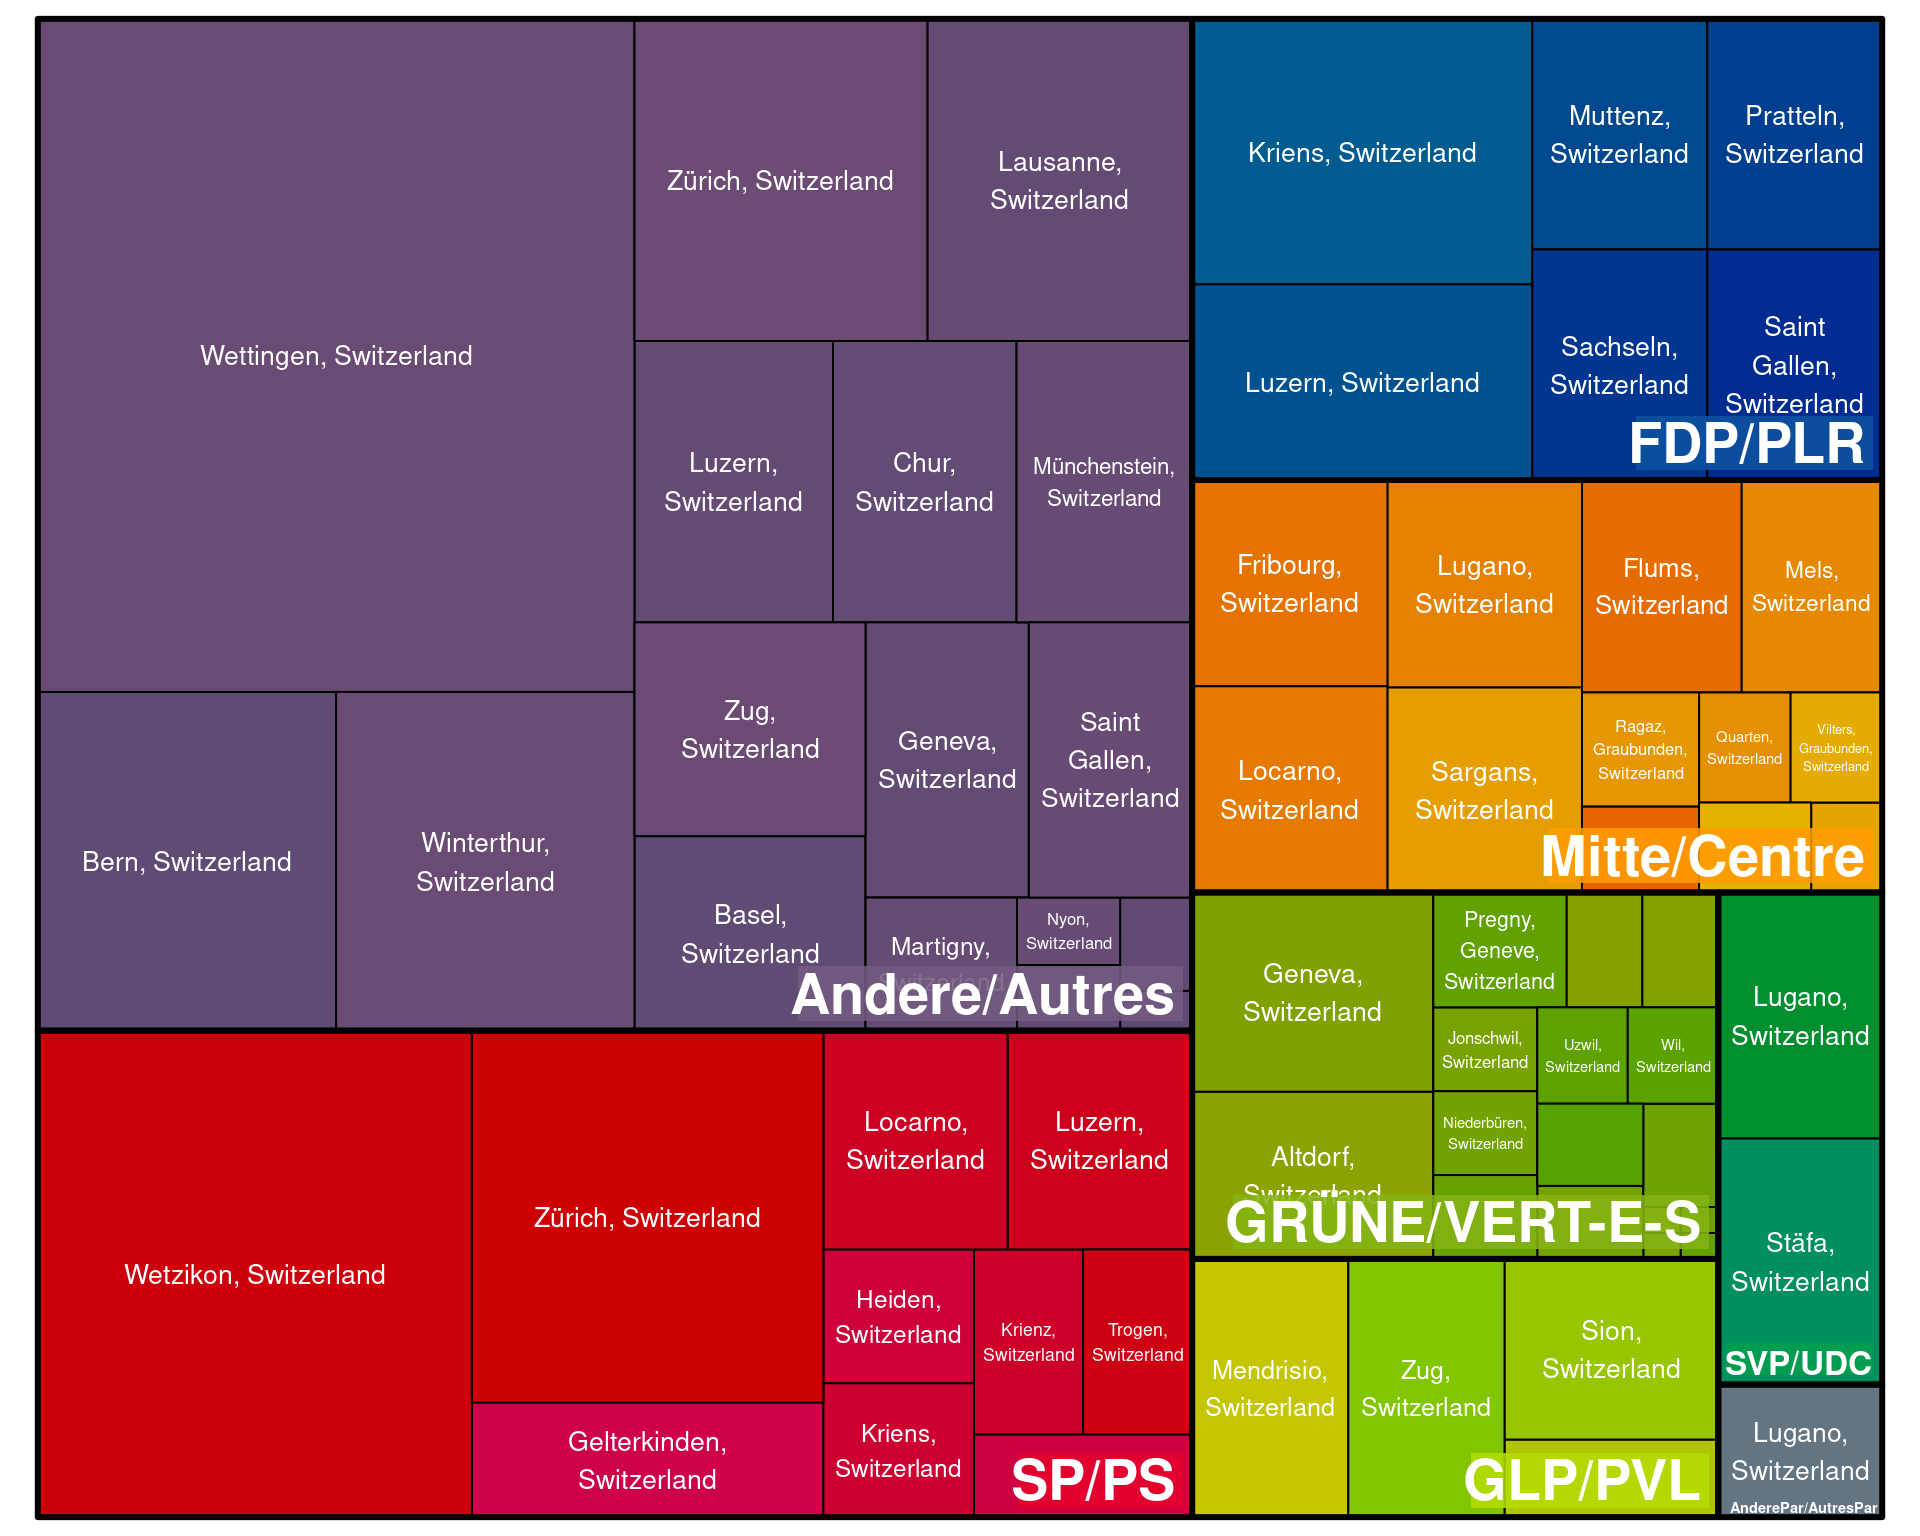 Wettingen, Switzerland
Zürich, Switzerland
Lausanne,
Switzerland
Luzern,
Switzerland
Chur,
Switzerland
Münchenstein,
Switzerland
Bern, Switzerland
Winterthur,
Switzerland
Zug,
Switzerland
Geneva,
Switzerland
Saint
Gallen,
Switzerland
Basel,
Switzerland
Martigny,
Switzerland
Nyon,
Switzerland
Andere/Autres
Wetzikon, Switzerland
Zürich, Switzerland
Gelterkinden,
Switzerland
Locarno,
Switzerland
Luzern,
Switzerland
Heiden,
Switzerland
Krienz,
Switzerland
Trogen,
Switzerland
Kriens,
Switzerland
SP/PS
Kriens, Switzerland
Muttenz,
Switzerland
Pratteln,
Switzerland
Luzern, Switzerland
Sachseln,
Switzerland
Saint
Gallen,
Switzerland
FDP/PLR
Fribourg,
Switzerland
Lugano,
Switzerland
Flums,
Switzerland
Mels,
Switzerland
Locarno,
Switzerland
Sargans,
Switzerland
Ragaz,
Graubunden,
Switzerland
Quarten,
Switzerland
Vilters,
Graubunden,
Switzerland
Mitte/Centre
Geneva,
Switzerland
Pregny,
Geneve,
Switzerland
Jonschwil,
Switzerland
Uzwil,
Switzerland
Wil,
Switzerland
Niederbüren,
Switzerland
Altdorf,
Switzerland
GRÜNE/VERT-E-S
Lugano,
Switzerland
Stäfa,
Switzerland
SVP/UDC
Mendrisio,
Switzerland
Zug,
Switzerland
Sion,
Switzerland
GLP/PVL
Lugano,
Switzerland
AnderePar/AutresPar